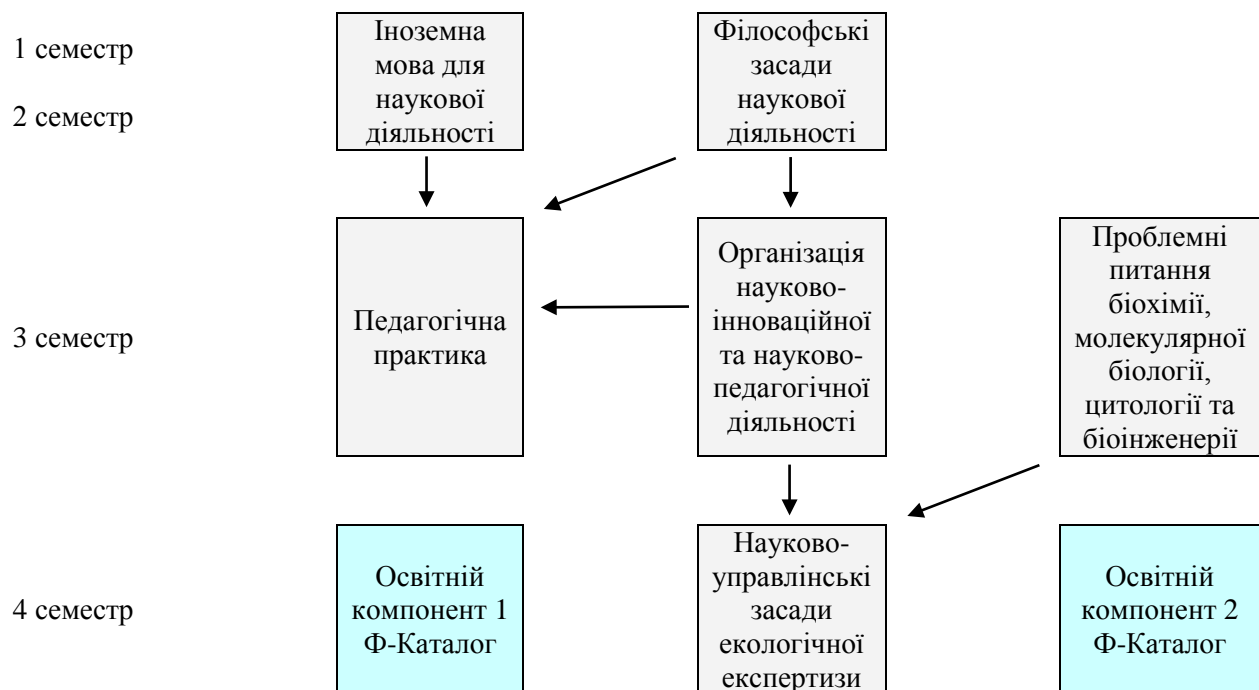 1 семестр
2 семестр
Іноземна
мова для
наукової
діяльності
Філософські
засади
наукової
діяльності
3 семестр
Педагогічна
практика
Організація
науково-
інноваційної
та науково-
педагогічної
діяльності
Проблемні
питання
біохімії,
молекулярної
біології,
цитології та
біоінженерії
4 семестр
Освітній
компонент 1
Ф-Каталог
Науково-
управлінські
засади
екологічної
експертизи
Освітній
компонент 2
Ф-Каталог